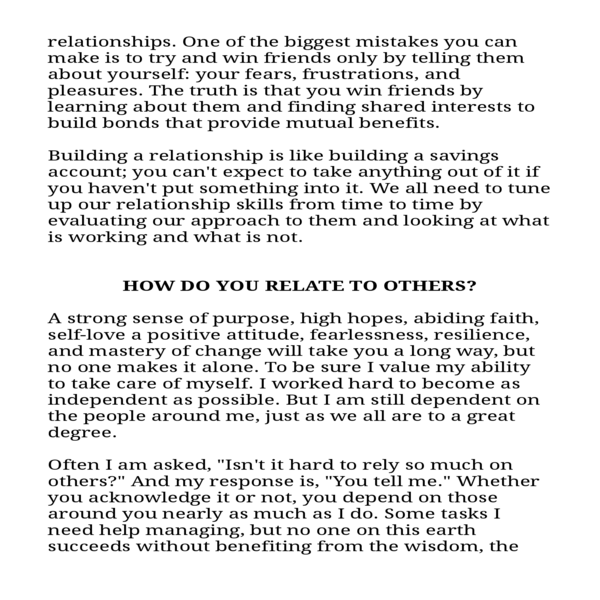 relationships. One of the biggest mistakes you can
make is to try and win friends only by telling them
about yourself: your fears, frustrations, and
pleasures. The truth is that you win friends by
learning about them and finding shared interests to
build bonds that provide mutual benefits.
Building a relationship is like building a savings
account; you can't expect to take anything out of it if
you haven't put something into it. We all need to tune
up our relationship skills from time to time by
evaluating our approach to them and looking at what
is working and what is not.
HOW DO YOU RELATE TO OTHERS?
A strong sense of purpose, high hopes, abiding faith,
self-love a positive attitude, fearlessness, resilience,
and mastery of change will take you a long way, but
no one makes it alone. To be sure I value my ability
to take care of myself. I worked hard to become as
independent as possible. But I am still dependent on
the people around me, just as we all are to a great
degree.
Often I am asked, "Isn't it hard to rely so much on
others?" And my response is, "You tell me." Whether
you acknowledge it or not, you depend on those
around you nearly as much as I do. Some tasks I
need help managing, but no one on this earth
succeeds without benefiting from the wisdom, the